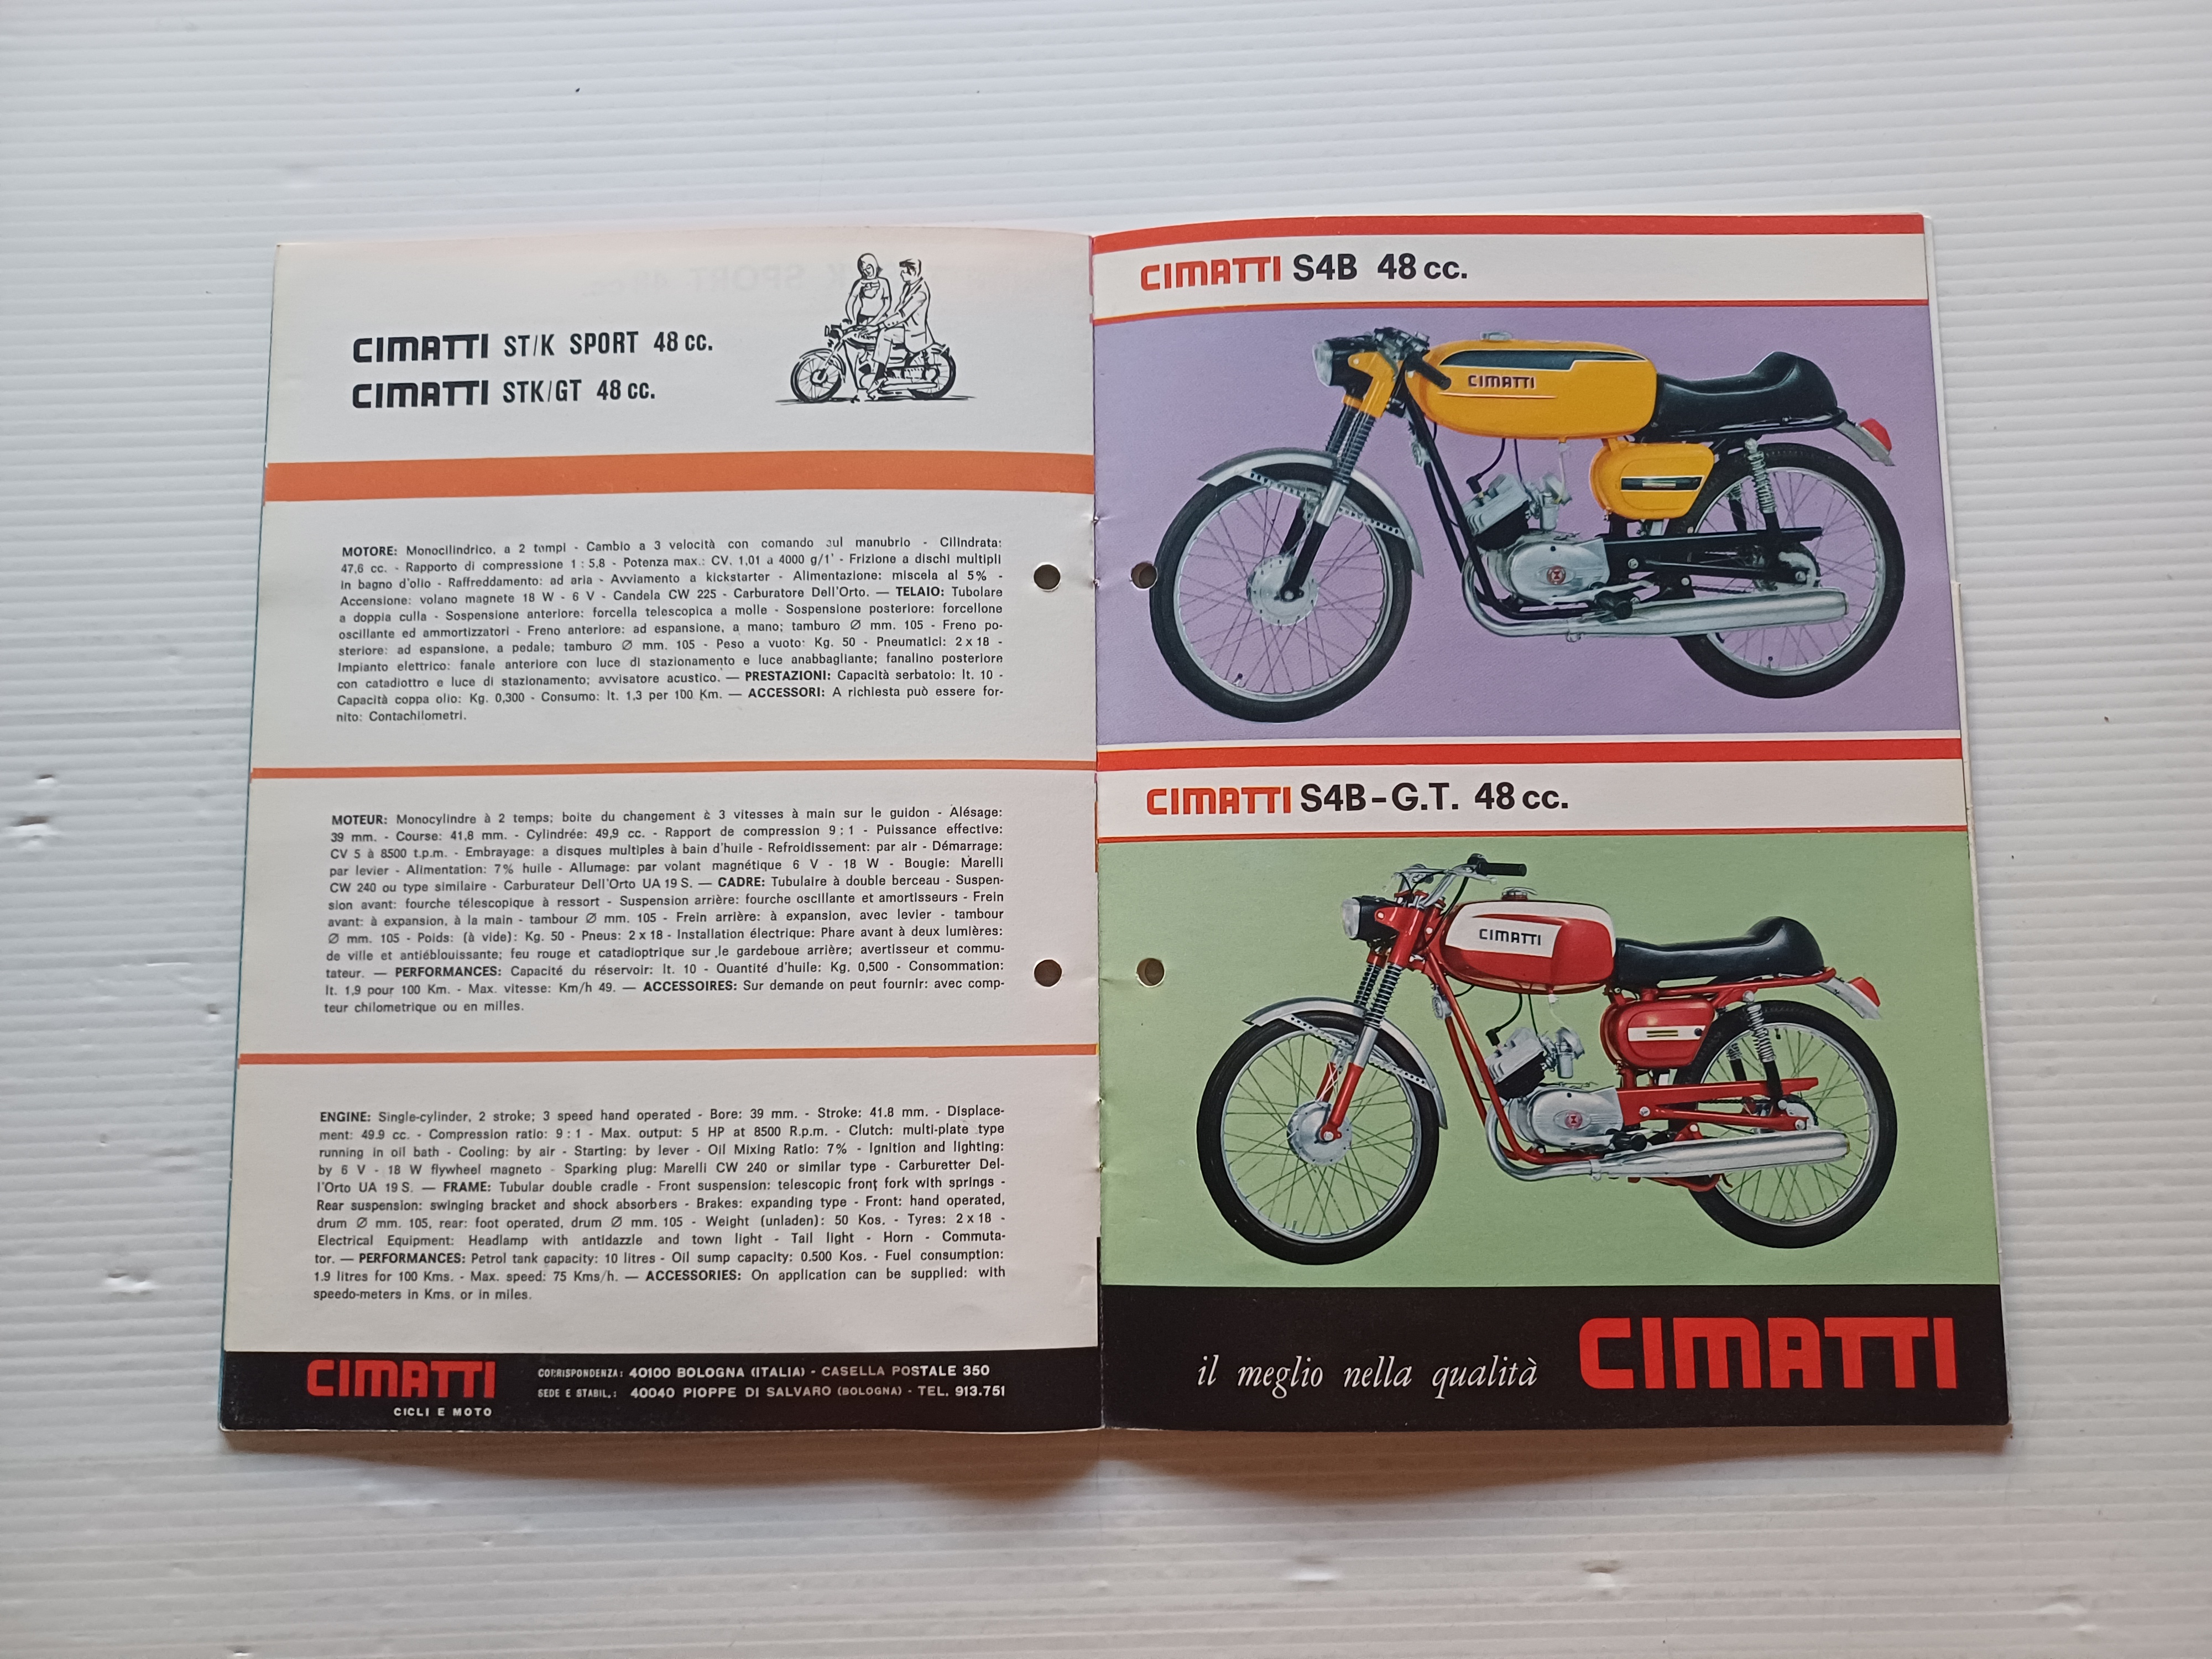 CIMATTI ST/K SPORT 48 cc.
CIMATTI STK/GT 48 cc.
MOTORE: Monocilindrico, a 2 tempi - Cambio a 3 velocità con comando sul manubrio - Cilindrata:
47,6 cc. - Rapporto di compressione 1 : 5,8 - Potenza max.: CV. 1,01 a 4000 g/1' - Frizione a dischi multipli
in bagno d'olio - Raffreddamento: ad aria - Avviamento a kickstarter - Alimentazione: miscela al 5% -
Accensione: volano magnete 18 W - 6 V - Candela CW 225 - Carburatore Dell'Orto. — TELAIO: Tubolare
a doppia culla - Sospensione anteriore: forcella telescopica a molle - Sospensione posteriore: forcellone
oscillante ed ammortizzatori - Freno anteriore: ad espansione, a mano; tamburo Ø mm. 105 - Freno po-
steriore: ad espansione, a pedale; tamburo Ø mm. 105 - Peso a vuoto: Kg. 50 - Pneumatici: 2 x 18 -
Impianto elettrico: fanale anteriore con luce di stazionamento e luce anabbagliante; fanalino posteriore
con catadiottro e luce di stazionamento; avvisatore acustico. — PRESTAZIONI: Capacità serbatoio: lt. 10 -
Capacità coppa olio: Kg. 0,300 - Consumo: lt. 1,3 per 100 Km. — ACCESSORI: A richiesta può essere for-
nito: Contachilometri.
MOTEUR: Monocylindre à 2 temps; boite du changement à 3 vitesses à main sur le guidon - Alésage:
39 mm. - Course: 41,8 mm. - Cylindrée: 49,9 cc. - Rapport de compression 9 : 1 - Puissance effective:
CV 5 à 8500 t.p.m. - Embrayage: a disques multiples à bain d'huile - Refroidissement: par air - Démarrage:
par levier - Alimentation: 7% huile - Allumage: par volant magnétique 6 V - 18 W - Bougie: Marelli
CW 240 ou type similaire - Carburateur Dell'Orto UA 19 S. — CADRE: Tubulaire à double berceau - Suspen-
sion avant: fourche télescopique à ressort - Suspension arrière: fourche oscillante et amortisseurs - Frein
avant: à expansion, à la main - tambour Ø mm. 105 - Frein arrière: à expansion, avec levier - tambour
Ø mm. 105 - Poids: (à vide): Kg. 50 - Pneus: 2 x 18 - Installation électrique: Phare avant à deux lumières:
de ville et antiéblouissante; feu rouge et catadioptrique sur le gardeboue arrière; avertisseur et commu-
tateur. — PERFORMANCES: Capacité du réservoir: lt. 10 - Quantité d'huile: Kg. 0,500 - Consommation:
lt. 1,9 pour 100 Km. - Max. vitesse: Km/h 49. — ACCESSOIRES: Sur demande on peut fournir: avec comp-
teur chilometrique ou en milles.
ENGINE: Single-cylinder, 2 stroke; 3 speed hand operated - Bore: 39 mm. - Stroke: 41.8 mm. - Displace-
ment: 49.9 cc. - Compression ratio: 9 : 1 - Max. output: 5 HP at 8500 R.p.m. - Clutch: multi-plate type
running in oil bath - Cooling: by air - Starting: by lever - Oil Mixing Ratio: 7% - Ignition and lighting:
by 6 V - 18 W flywheel magneto - Sparking plug: Marelli CW 240 or similar type - Carburetter Del-
l'Orto UA 19 S. — FRAME: Tubular double cradle - Front suspension: telescopic front fork with springs -
Rear suspension: swinging bracket and shock absorbers - Brakes: expanding type - Front: hand operated,
drum Ø mm. 105, rear: foot operated, drum Ø mm. 105 - Weight (unladen): 50 Kos. - Tyres: 2 x 18 -
Electrical Equipment: Headlamp with antidazzle and town light - Tail light - Horn - Commuta-
tor. — PERFORMANCES: Petrol tank capacity: 10 litres - Oil sump capacity: 0.500 Kos. - Fuel consumption:
1.9 litres for 100 Kms. - Max. speed: 75 Kms/h. — ACCESSORIES: On application can be supplied: with
speedo-meters in Kms. or in miles.
CIMATTI
CICLI E MOTO
CORRISPONDENZA: 40100 BOLOGNA (ITALIA) - CASELLA POSTALE 350
SEDE E STABIL.: 40040 PIOPPE DI SALVARO (BOLOGNA) - TEL. 913.751
CIMATTI S4B 48 cc.
CIMATTI
CIMATTI S4B-G.T. 48 cc.
CIMATTI
il meglio nella qualità CIMATTI